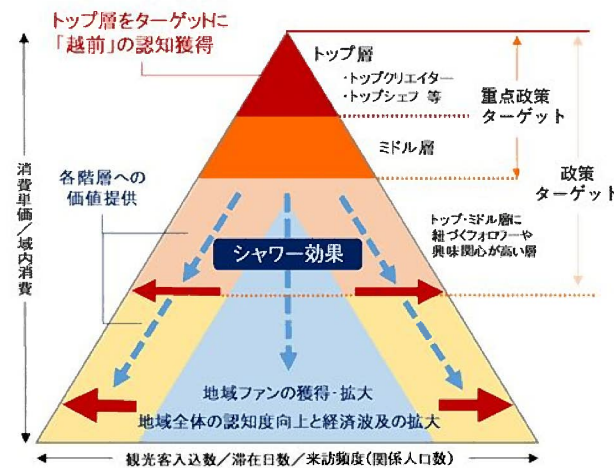 トップ層をターゲットに
「越前」の認知獲得
トップ層
・トップクリエイター
・トップシェフ 等
重点政策
ターゲット
ミドル層
政策
ターゲット
各階層への
価値提供
トップ・ミドル層に
紐づくフォロワーや
興味関心が高い層
シャワー効果
消費単価/域内消費
地域ファンの獲得・拡大
地域全体の認知度向上と経済波及の拡大
観光客入込数/滞在日数/来訪頻度(関係人口数)